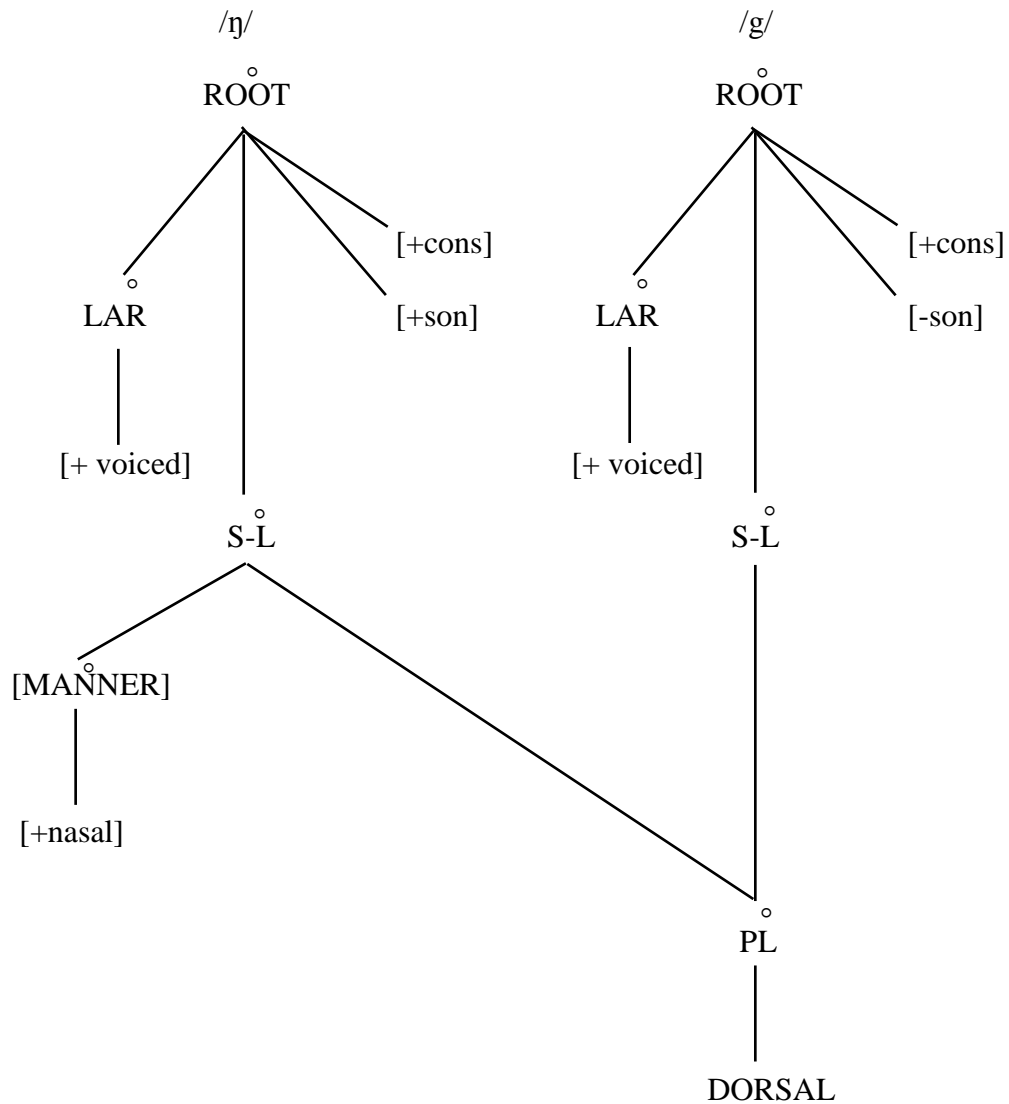 /ŋ/ /g/
ROOT ROOT
[+cons] [+cons]
LAR [+son] LAR [-son]
[+ voiced] [+ voiced]
S-L S-L
[MANNER]
[+nasal]
PL
DORSAL